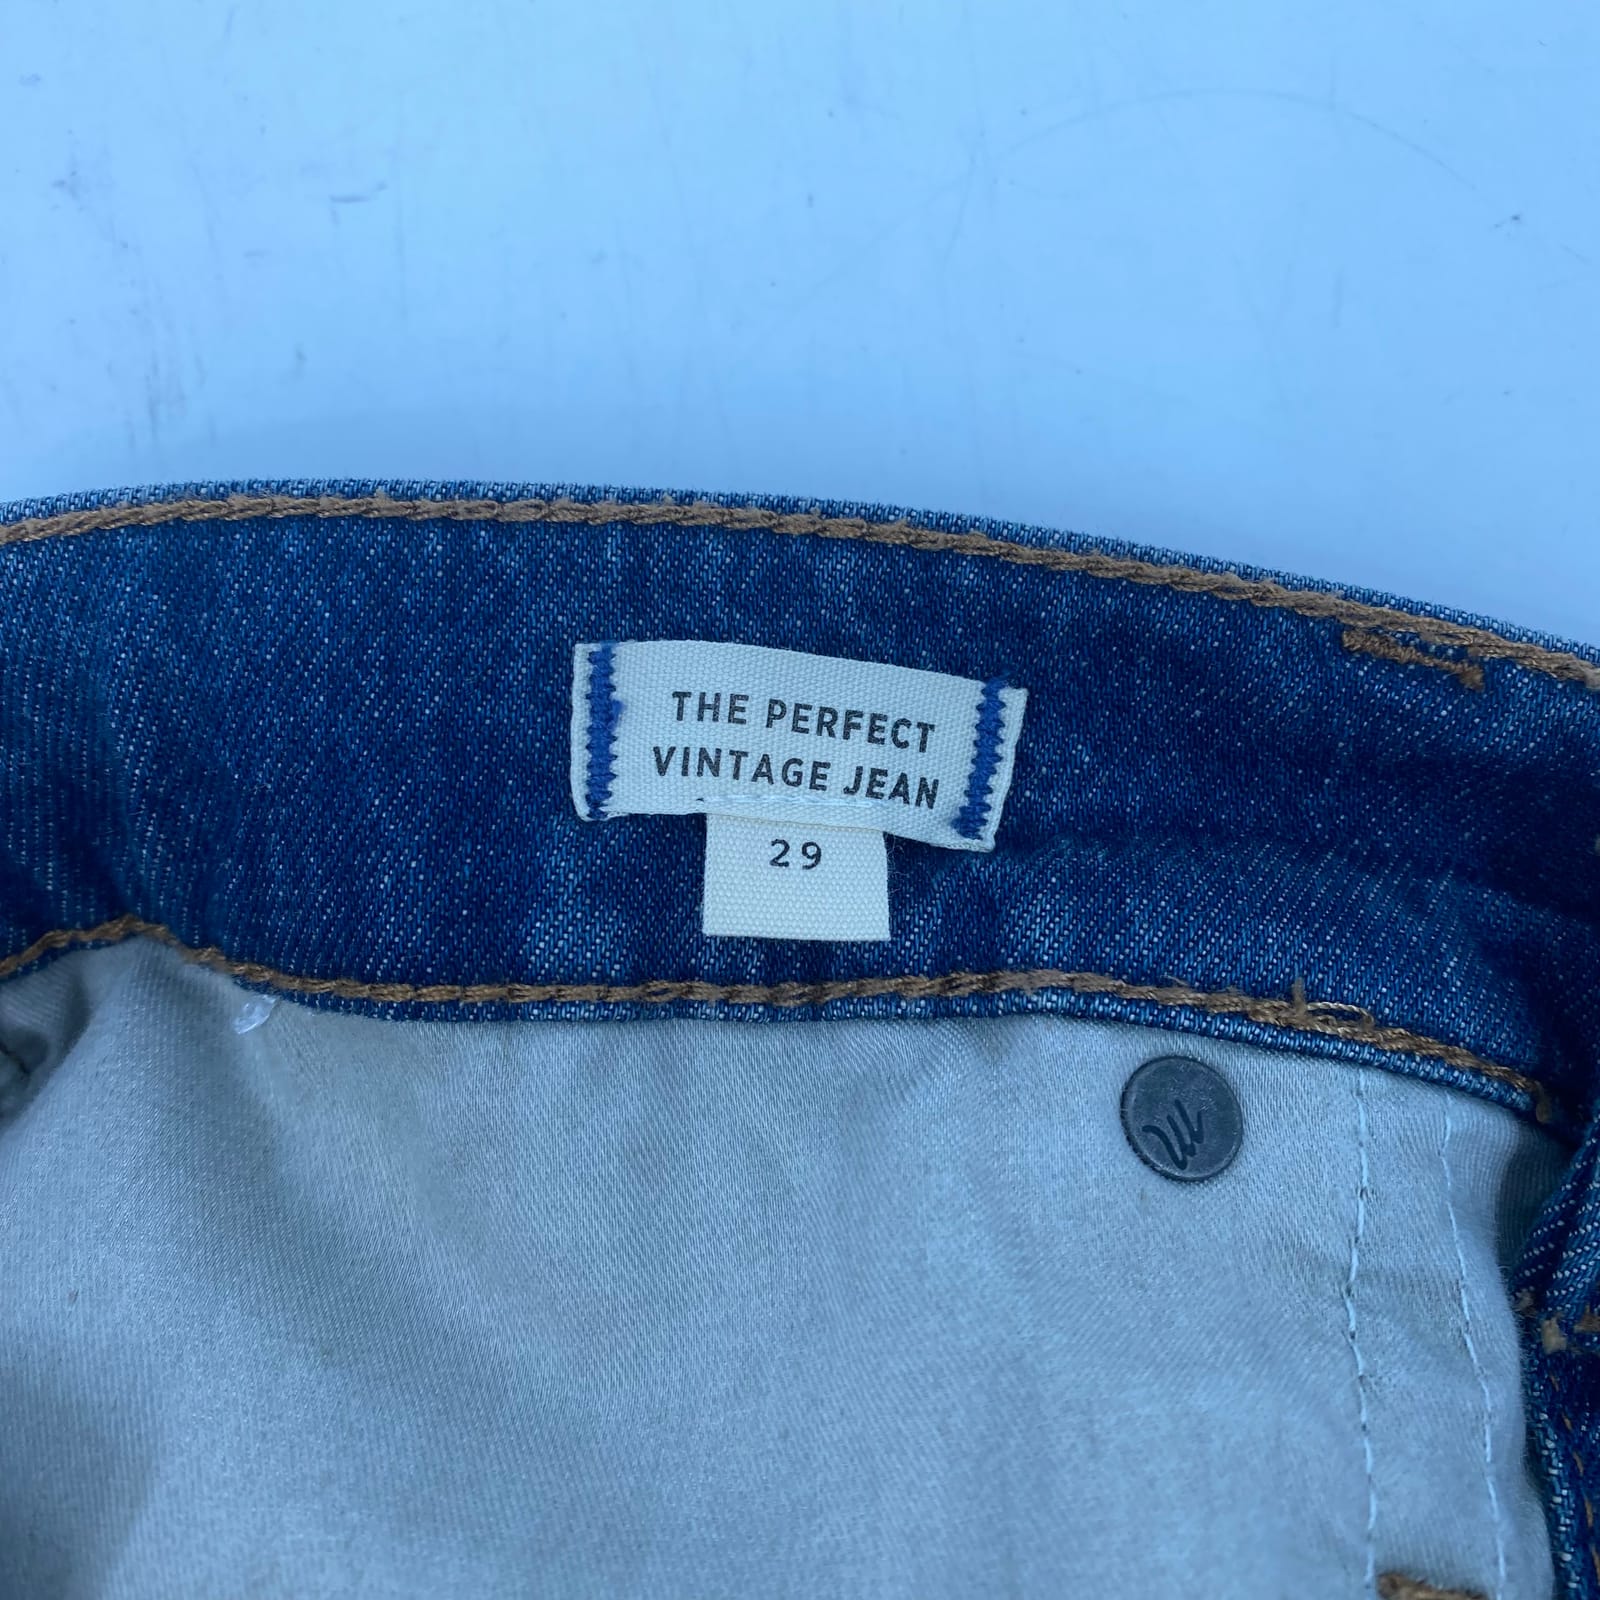 THE PERFECT
VINTAGE JEAN
29
m